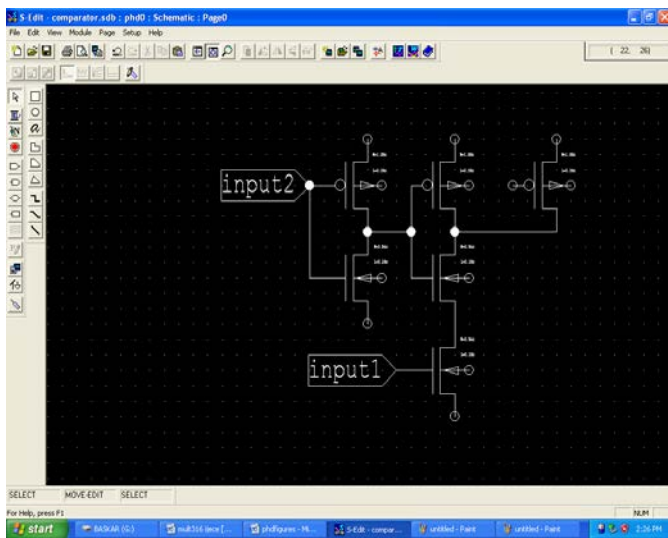 S-Edit - comparator.sdb : phd0 : Schematic : Page0
File Edit View Module Page Setup Help
( 22, 26)
input2
input1
SELECT MOVE-EDIT SELECT
For Help, press F1
NUM
start BASKAR (G:) mult316 ijece [... phdfigures - Mi... S-Edit - compar... untitled - Paint untitled - Paint 2:26 PM